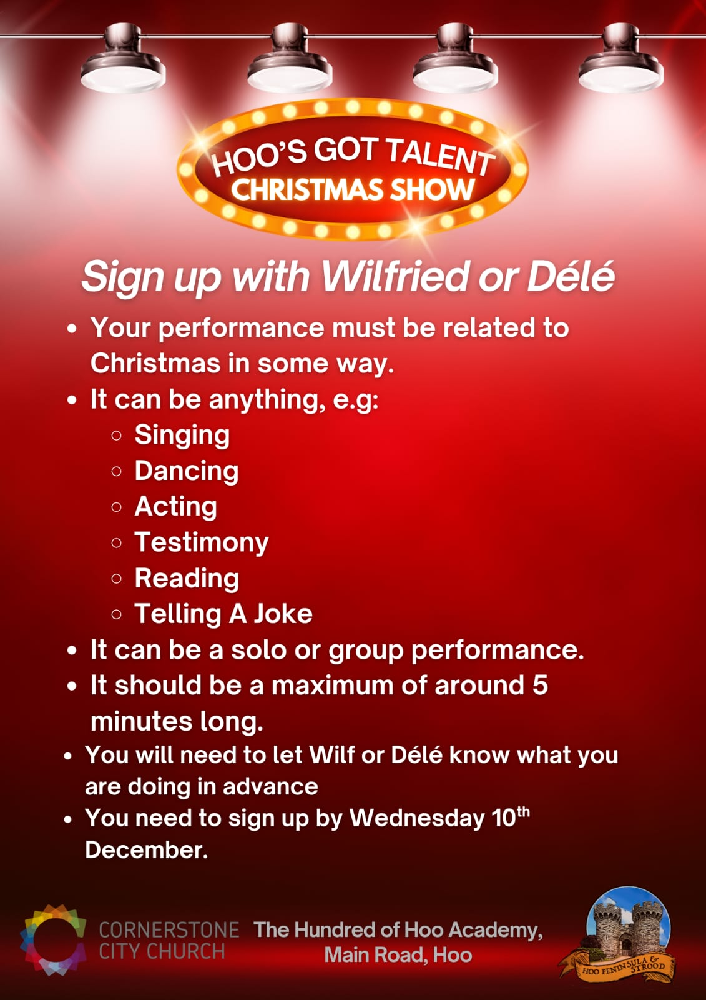 HOO'S GOT TALENT
CHRISTMAS SHOW
Sign up with Wilfried or Délé
• Your performance must be related to
Christmas in some way.
• It can be anything, e.g:
○ Singing
○ Dancing
○ Acting
○ Testimony
○ Reading
○ Telling A Joke
• It can be a solo or group performance.
• It should be a maximum of around 5
minutes long.
• You will need to let Wilf or Délé know what you
are doing in advance
• You need to sign up by Wednesday 10th
December.
CORNERSTONE
CITY CHURCH
The Hundred of Hoo Academy,
Main Road, Hoo
HOO PENINSULA &
STROOD